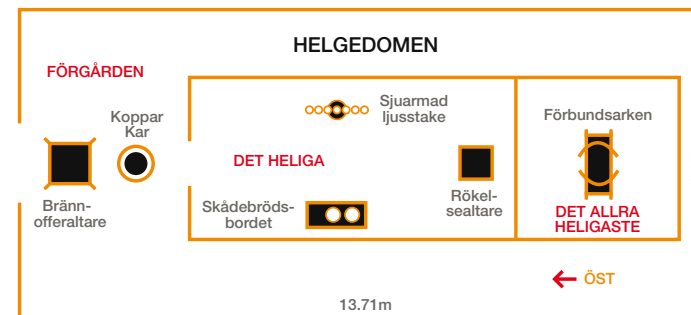 HELGEDOMEN
FÖRGÅRDEN
Koppar
Kar
Bränn-
offeraltare
Sjuarmad
ljusstake
DET HELIGA
Skådebröds-
bordet
Rökel-
sealtare
Förbundsarken
DET ALLRA
HELIGASTE
ÖST
13.71m